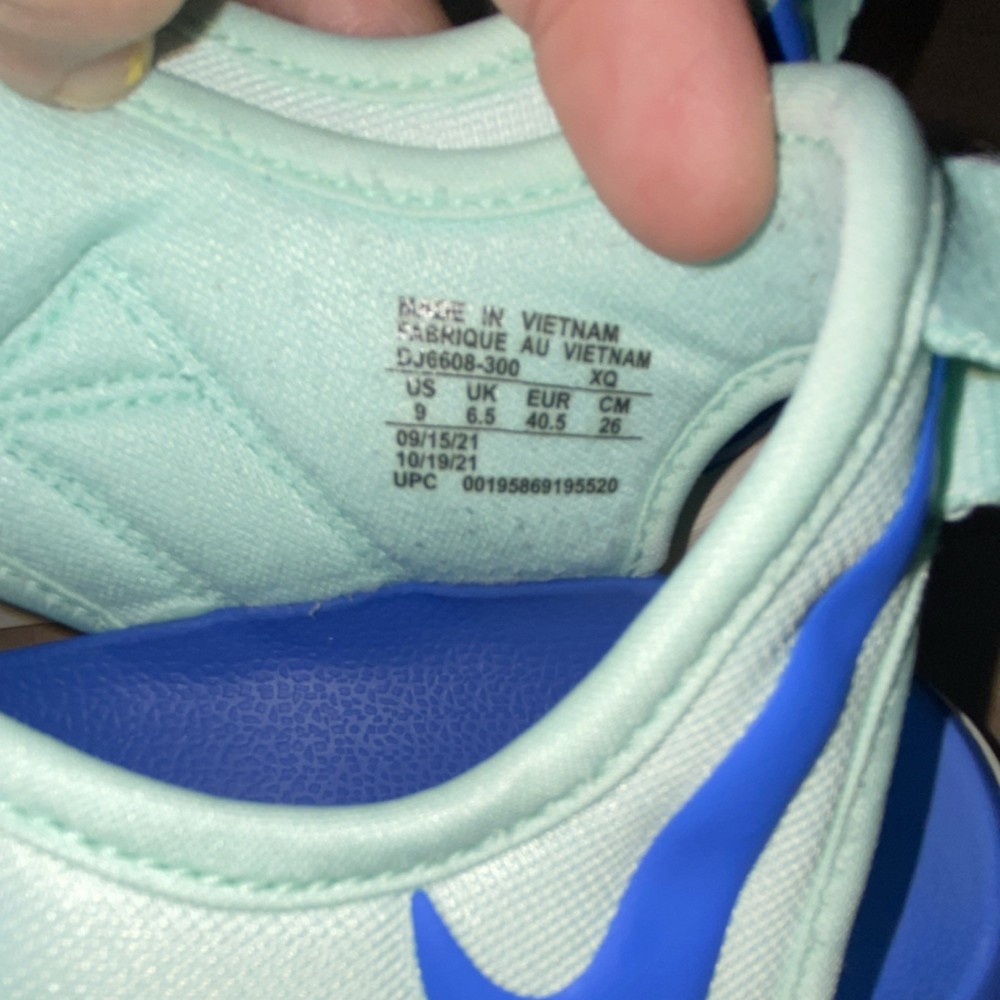 MADE IN VIETNAM
FABRIQUE AU VIETNAM
DJ6608-300 XQ
US UK EUR CM
9 6.5 40.5 26
09/15/21
10/19/21
UPC 00195869195520